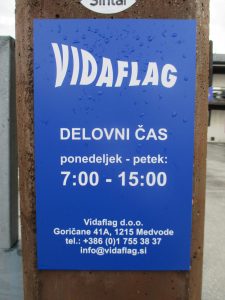 Šintar
VIDAFLAG
DELOVNI ČAS
ponedeljek - petek:
7:00 - 15:00
Vidaflag d.o.o.
Goričane 41A, 1215 Medvode
tel.: +386 (0)1 755 38 37
info@vidaflag.si